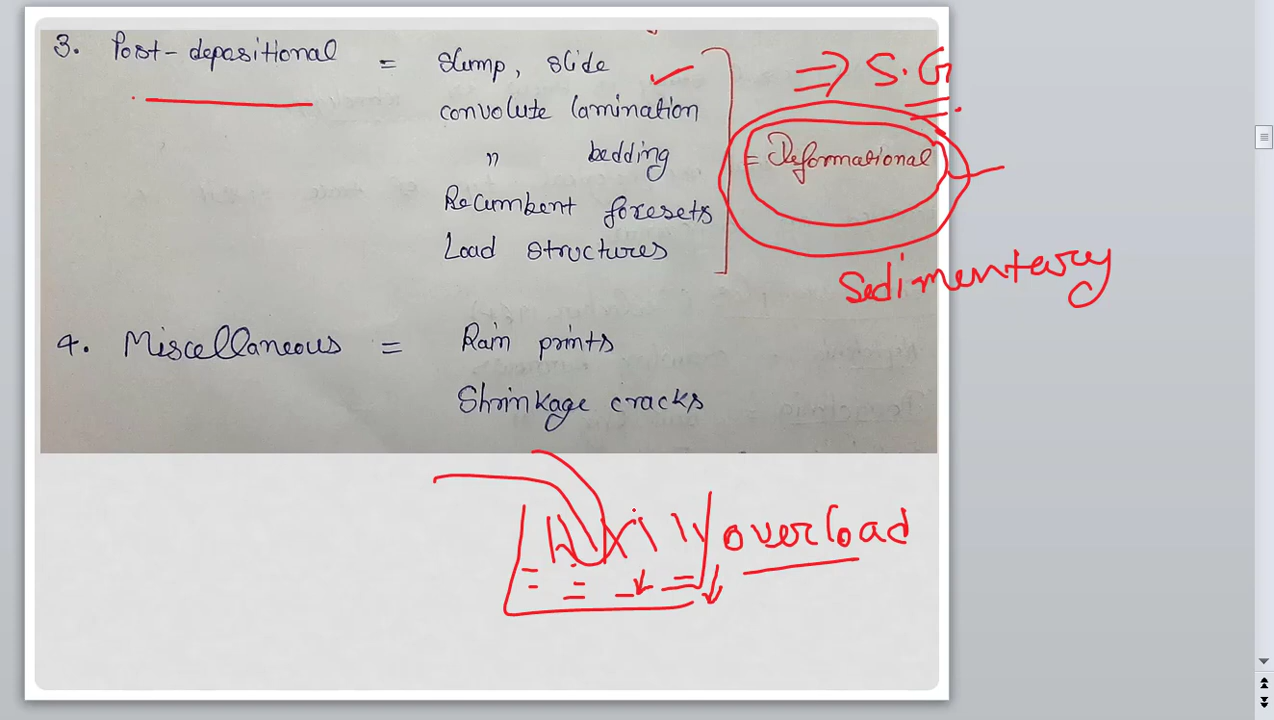 3. Post-depositional = slump, slide
convolute lamination
" bedding
Recumbent foresets
Load structures
= Deformational
⇒ S.G
Sedimentary
4. Miscellaneous = Rain prints
Shrinkage cracks
overload